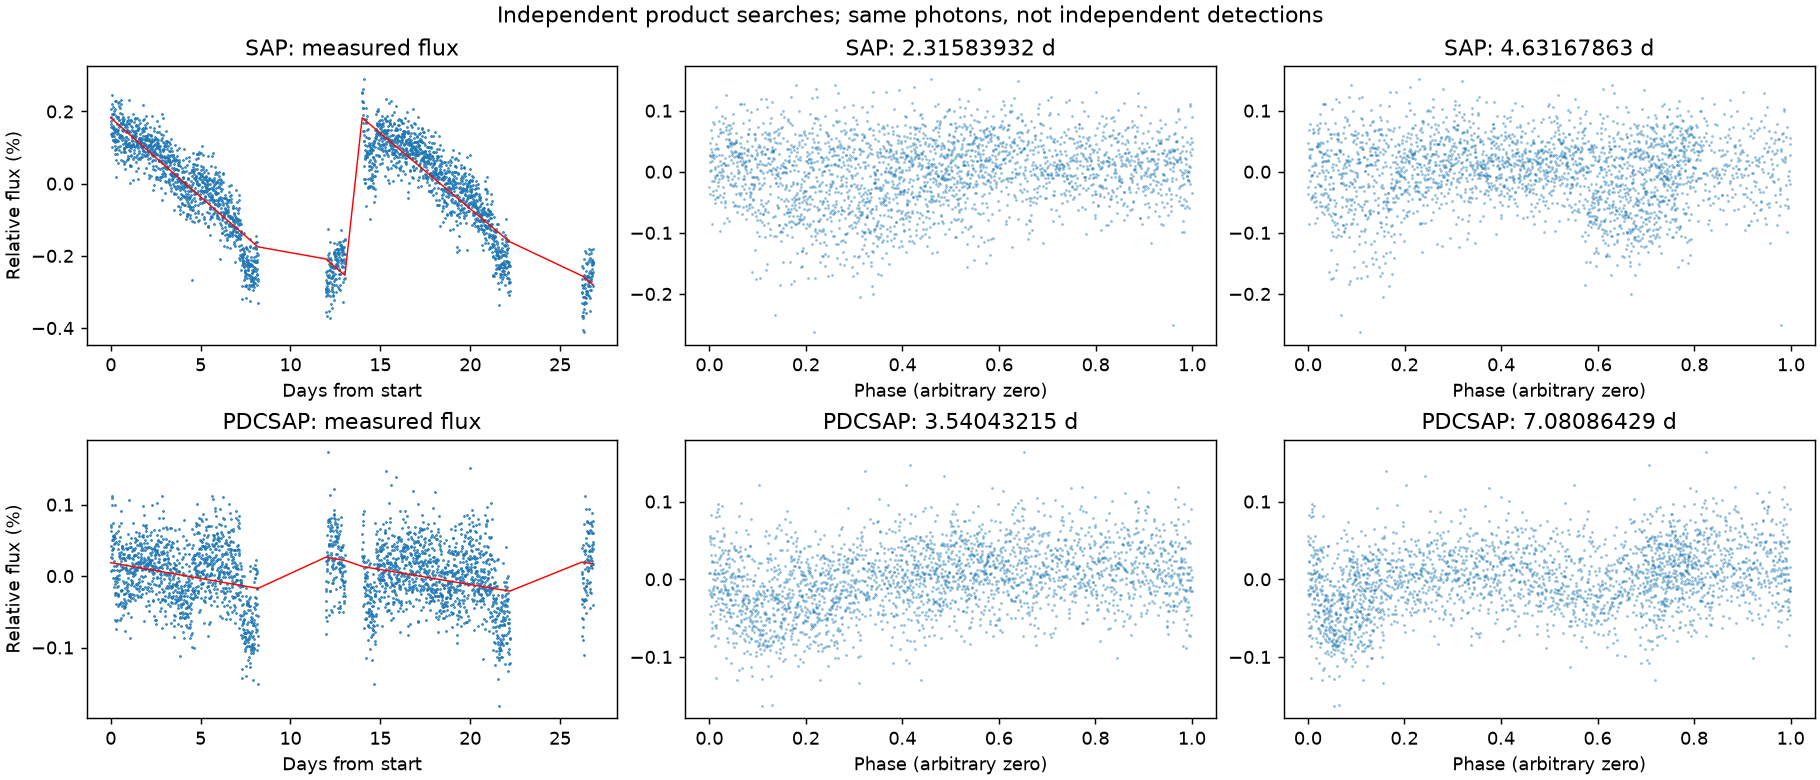 Independent product searches; same photons, not independent detections
SAP: measured flux
Relative flux (%)
0.2
0.0
−0.2
−0.4
0 5 10 15 20 25
Days from start
SAP: 2.31583932 d
0.1
0.0
−0.1
−0.2
0.0 0.2 0.4 0.6 0.8 1.0
Phase (arbitrary zero)
SAP: 4.63167863 d
0.1
0.0
−0.1
−0.2
0.0 0.2 0.4 0.6 0.8 1.0
Phase (arbitrary zero)
PDCSAP: measured flux
Relative flux (%)
0.1
0.0
−0.1
0 5 10 15 20 25
Days from start
PDCSAP: 3.54043215 d
0.1
0.0
−0.1
0.0 0.2 0.4 0.6 0.8 1.0
Phase (arbitrary zero)
PDCSAP: 7.08086429 d
0.1
0.0
−0.1
0.0 0.2 0.4 0.6 0.8 1.0
Phase (arbitrary zero)